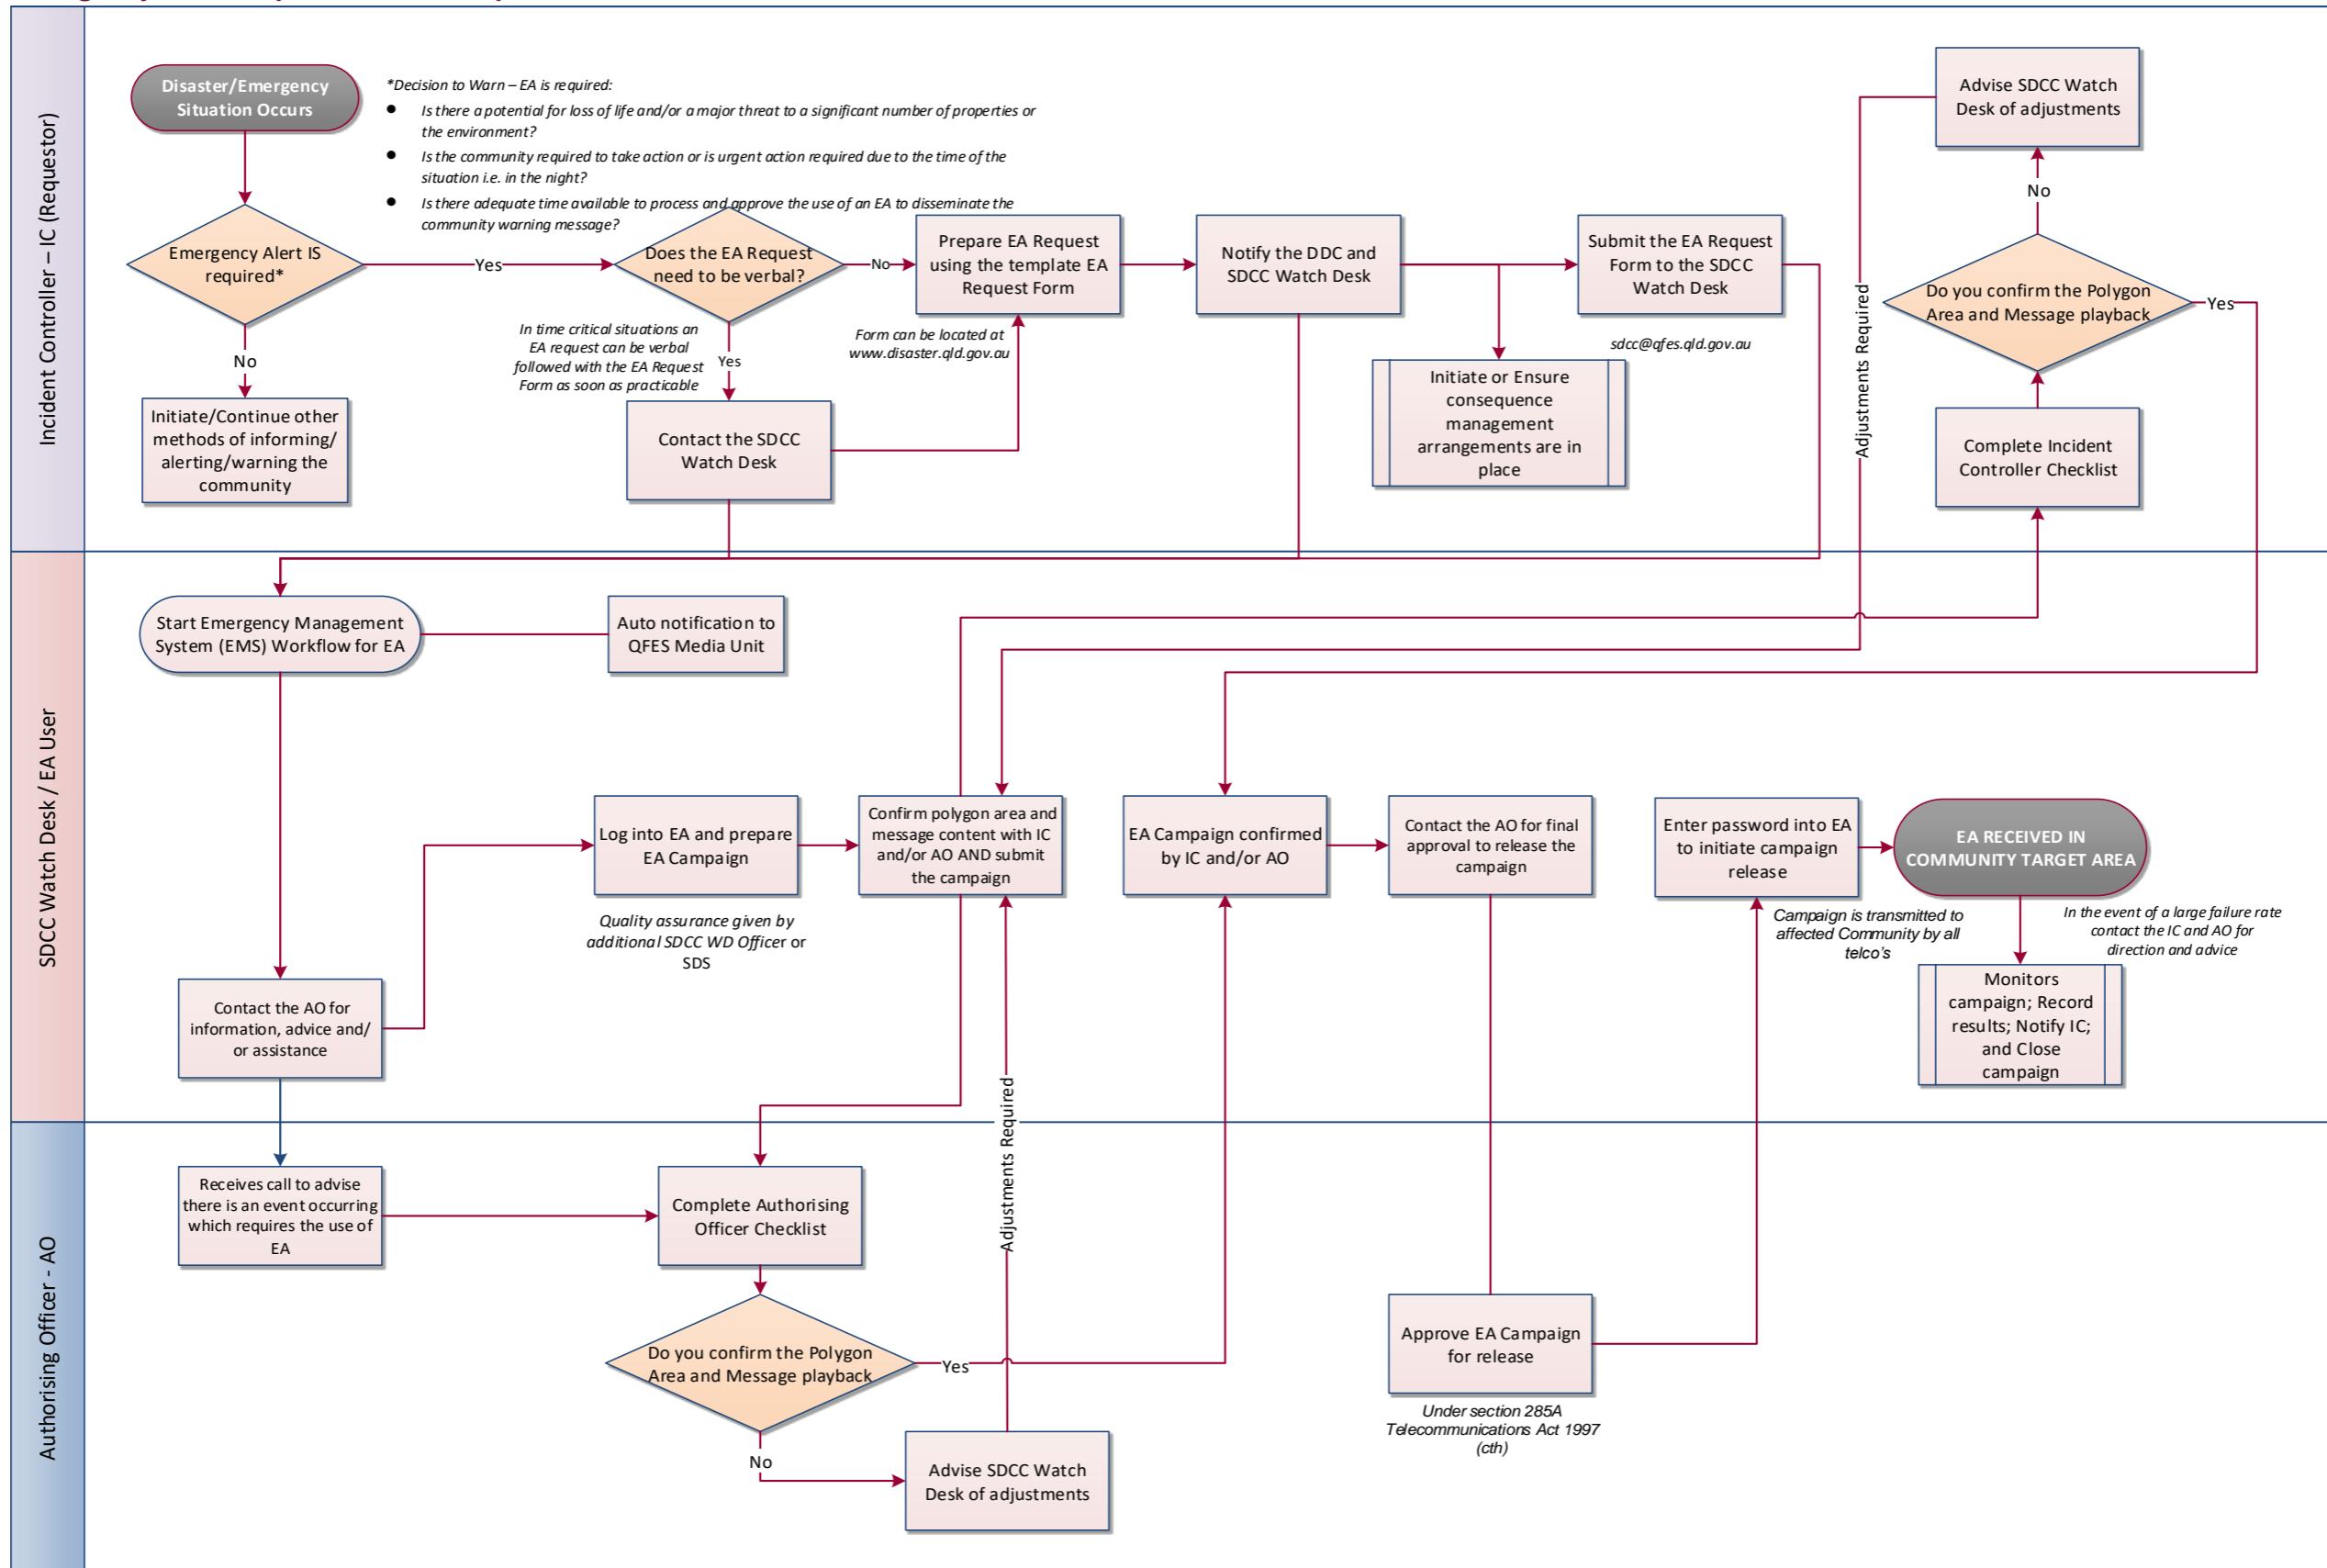 Incident Controller – IC (Requestor)
Disaster/Emergency
Situation Occurs
*Decision to Warn – EA is required:
● Is there a potential for loss of life and/or a major threat to a significant number of properties or
the environment?
● Is the community required to take action or is urgent action required due to the time of the
situation i.e. in the night?
● Is there adequate time available to process and approve the use of an EA to disseminate the
community warning message?
Emergency Alert IS
required*
Yes
No
Initiate/Continue other
methods of informing/
alerting/warning the
community
Does the EA Request
need to be verbal?
No
Yes
In time critical situations an
EA request can be verbal
followed with the EA Request
Form as soon as practicable
Contact the SDCC
Watch Desk
Prepare EA Request
using the template EA
Request Form
Form can be located at
www.disaster.qld.gov.au
Notify the DDC and
SDCC Watch Desk
Initiate or Ensure
consequence
management
arrangements are in
place
Submit the EA Request
Form to the SDCC
Watch Desk
sdcc@qfes.qld.gov.au
Advise SDCC Watch
Desk of adjustments
No
Adjustments Required
Do you confirm the Polygon
Area and Message playback
Yes
Complete Incident
Controller Checklist
SDCC Watch Desk / EA User
Start Emergency Management
System (EMS) Workflow for EA
Auto notification to
QFES Media Unit
Contact the AO for
information, advice and/
or assistance
Log into EA and prepare
EA Campaign
Quality assurance given by
additional SDCC WD Officer or
SDS
Confirm polygon area and
message content with IC
and/or AO AND submit
the campaign
EA Campaign confirmed
by IC and/or AO
Contact the AO for final
approval to release the
campaign
Enter password into EA
to initiate campaign
release
Campaign is transmitted to
affected Community by all
telco's
EA RECEIVED IN
COMMUNITY TARGET AREA
In the event of a large failure rate
contact the IC and AO for
direction and advice
Monitors
campaign; Record
results; Notify IC;
and Close
campaign
Authorising Officer - AO
Receives call to advise
there is an event occurring
which requires the use of
EA
Complete Authorising
Officer Checklist
Do you confirm the Polygon
Area and Message playback
Yes
No
Advise SDCC Watch
Desk of adjustments
Adjustments Required
Approve EA Campaign
for release
Under section 285A
Telecommunications Act 1997
(cth)